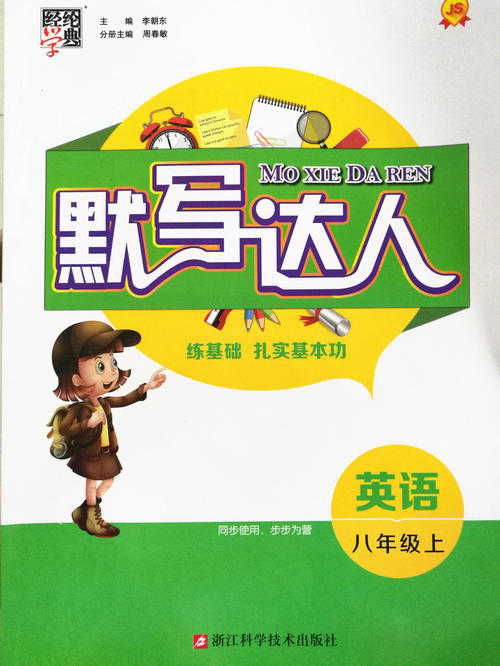 经纶学典
主 编 李朝东
分册主编 周春敏
JS
MO XIE DA REN
默写达人
练基础 扎实基本功
英语
八年级上
同步使用，步步为营
浙江科学技术出版社